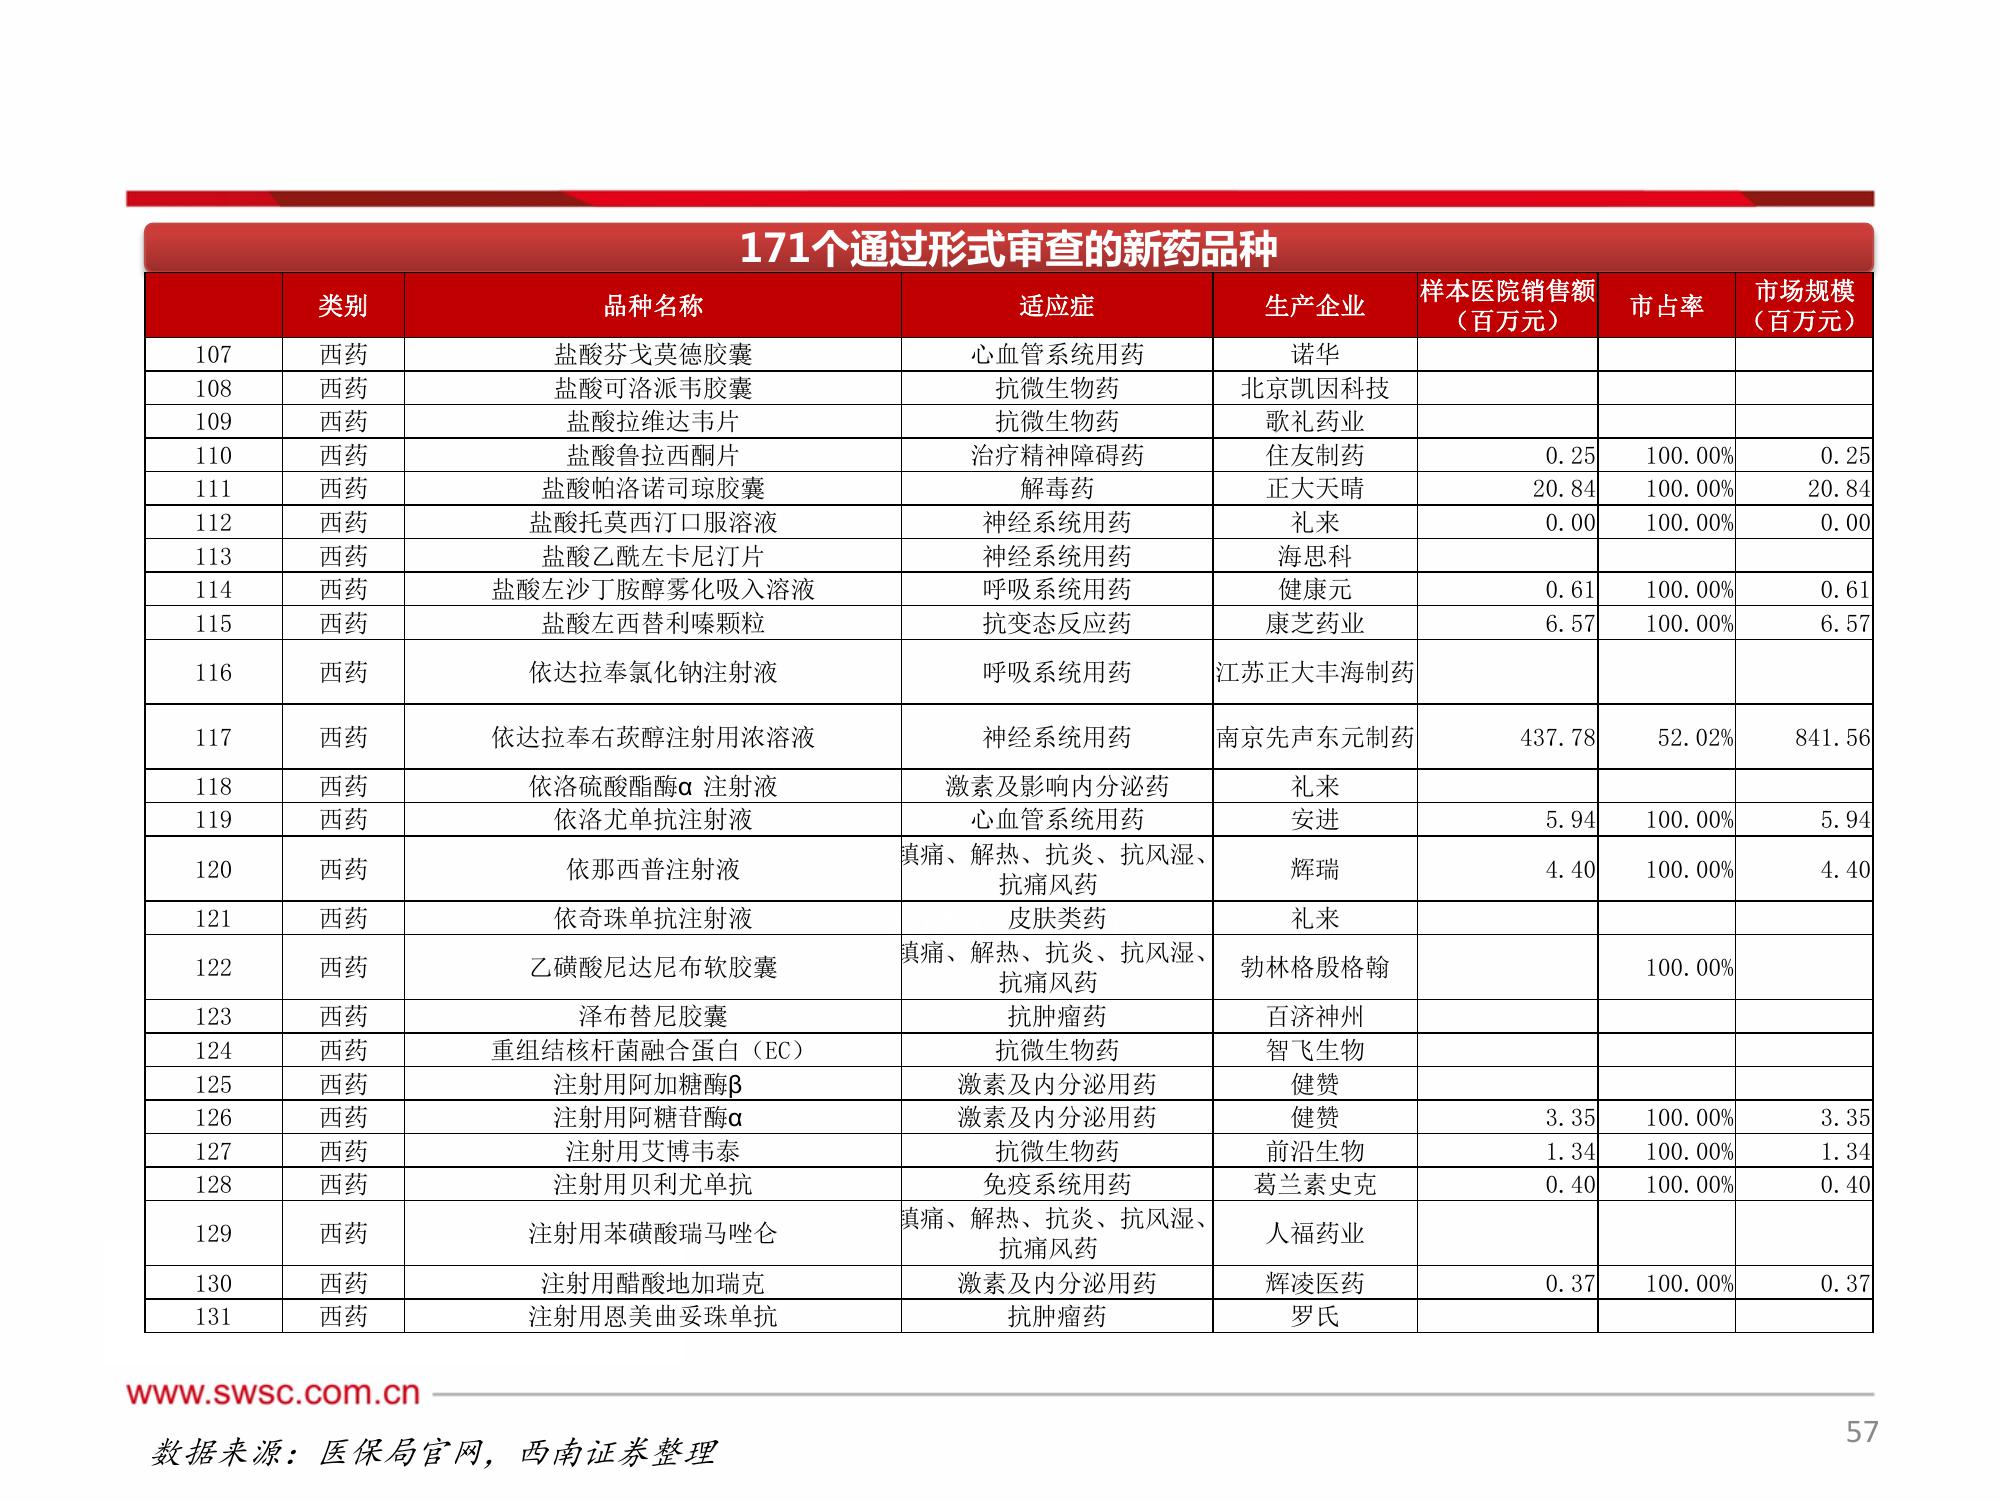 171个通过形式审查的新药品种
类别 品种名称 适应症 生产企业 样本医院销售额（百万元） 市占率 市场规模（百万元）
107 西药 盐酸芬戈莫德胶囊 心血管系统用药 诺华
108 西药 盐酸可洛派韦胶囊 抗微生物药 北京凯因科技
109 西药 盐酸拉维达韦片 抗微生物药 歌礼药业
110 西药 盐酸鲁拉西酮片 治疗精神障碍药 住友制药 0.25 100.00% 0.25
111 西药 盐酸帕洛诺司琼胶囊 解毒药 正大天晴 20.84 100.00% 20.84
112 西药 盐酸托莫西汀口服溶液 神经系统用药 礼来 0.00 100.00% 0.00
113 西药 盐酸乙酰左卡尼汀片 神经系统用药 海思科
114 西药 盐酸左沙丁胺醇雾化吸入溶液 呼吸系统用药 健康元 0.61 100.00% 0.61
115 西药 盐酸左西替利嗪颗粒 抗变态反应药 康芝药业 6.57 100.00% 6.57
116 西药 依达拉奉氯化钠注射液 呼吸系统用药 江苏正大丰海制药
117 西药 依达拉奉右莰醇注射用浓溶液 神经系统用药 南京先声东元制药 437.78 52.02% 841.56
118 西药 依洛硫酸酯酶α 注射液 激素及影响内分泌药 礼来
119 西药 依洛尤单抗注射液 心血管系统用药 安进 5.94 100.00% 5.94
120 西药 依那西普注射液 镇痛、解热、抗炎、抗风湿、抗痛风药 辉瑞 4.40 100.00% 4.40
121 西药 依奇珠单抗注射液 皮肤类药 礼来
122 西药 乙磺酸尼达尼布软胶囊 镇痛、解热、抗炎、抗风湿、抗痛风药 勃林格殷格翰 100.00%
123 西药 泽布替尼胶囊 抗肿瘤药 百济神州
124 西药 重组结核杆菌融合蛋白（EC） 抗微生物药 智飞生物
125 西药 注射用阿加糖酶β 激素及内分泌用药 健赞
126 西药 注射用阿糖苷酶α 激素及内分泌用药 健赞 3.35 100.00% 3.35
127 西药 注射用艾博韦泰 抗微生物药 前沿生物 1.34 100.00% 1.34
128 西药 注射用贝利尤单抗 免疫系统用药 葛兰素史克 0.40 100.00% 0.40
129 西药 注射用苯磺酸瑞马唑仑 镇痛、解热、抗炎、抗风湿、抗痛风药 人福药业
130 西药 注射用醋酸地加瑞克 激素及内分泌用药 辉凌医药 0.37 100.00% 0.37
131 西药 注射用恩美曲妥珠单抗 抗肿瘤药 罗氏
www.swsc.com.cn
57
数据来源：医保局官网，西南证券整理